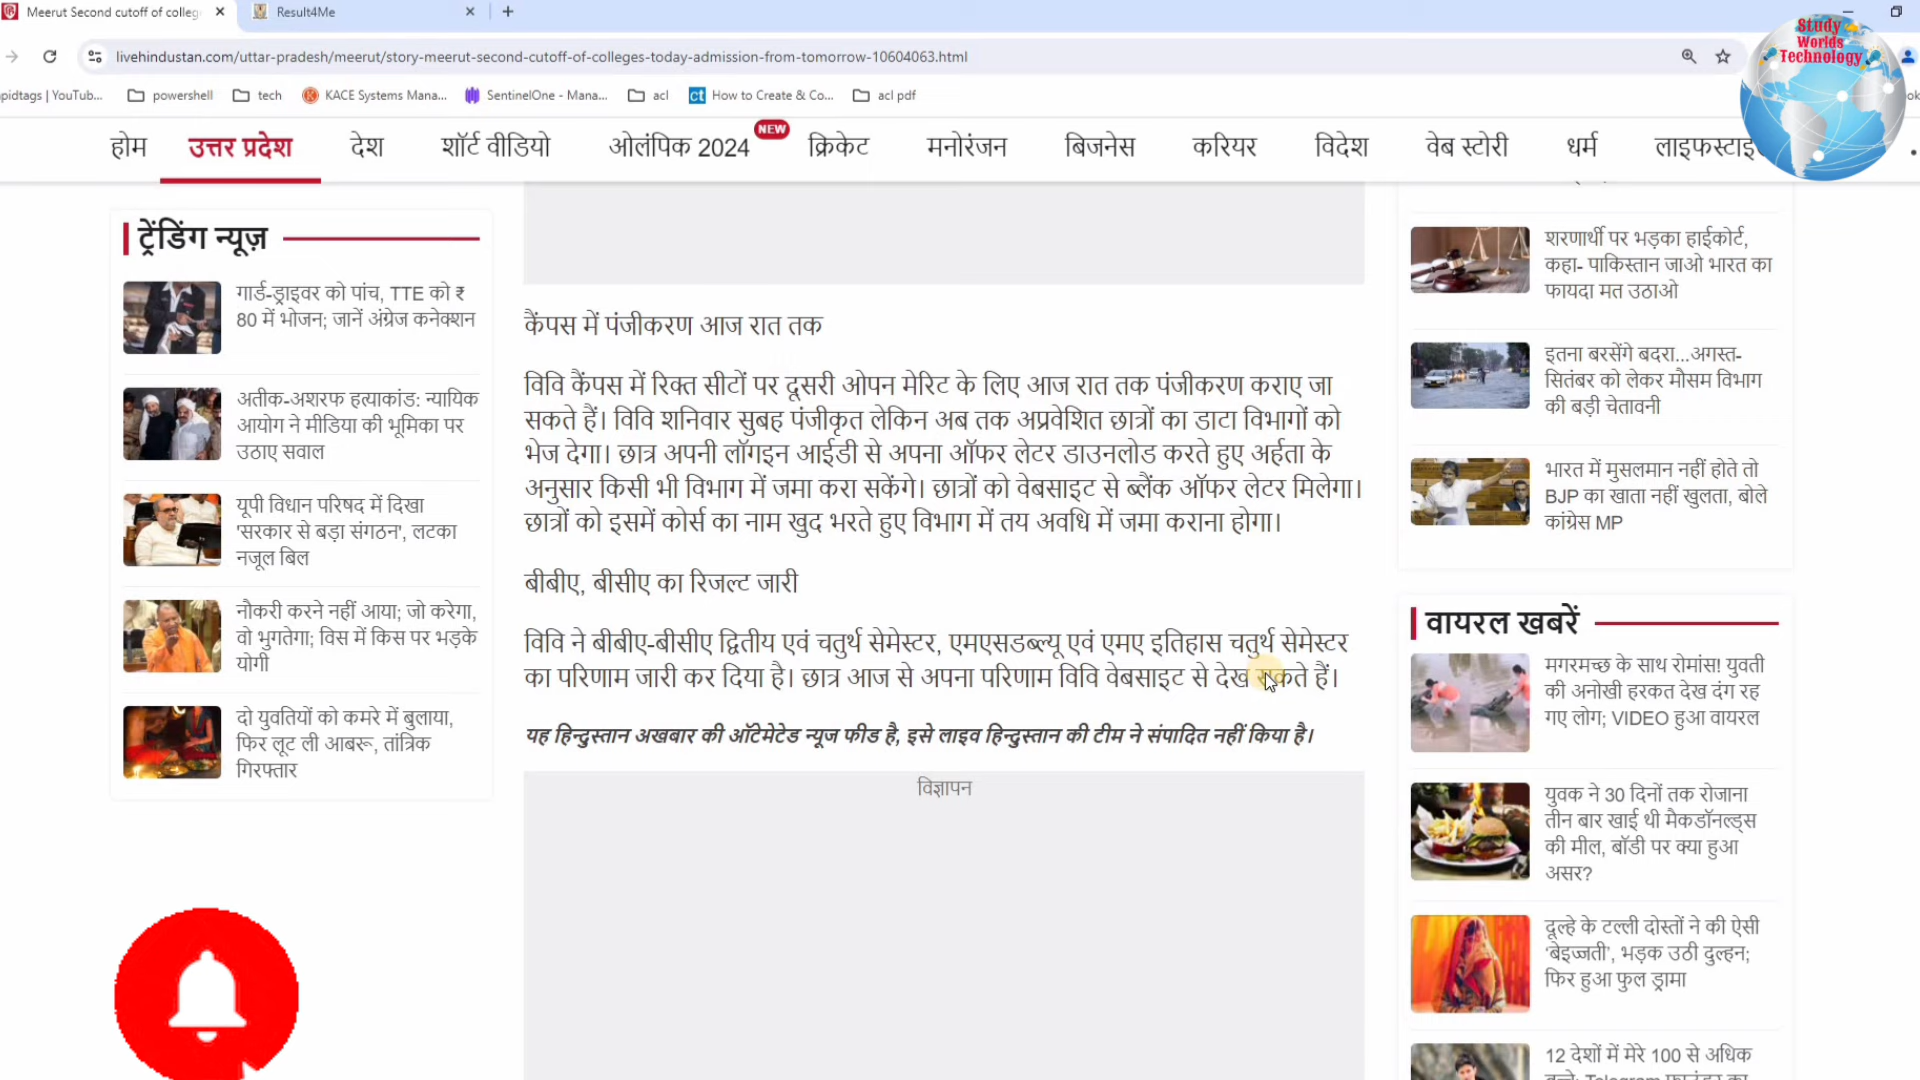 Meerut Second cutoff of colleg
Result4Me
livehindustan.com/uttar-pradesh/meerut/story-meerut-second-cutoff-of-colleges-today-admission-from-tomorrow-10604063.html
Study
Worlds
Technology
pidtags | YouTub...
powershell
tech
KACE Systems Mana...
SentinelOne - Mana...
acl
How to Create & Co...
acl pdf
होम
उत्तर प्रदेश
देश
शॉर्ट वीडियो
ओलंपिक 2024
NEW
क्रिकेट
मनोरंजन
बिजनेस
करियर
विदेश
वेब स्टोरी
धर्म
ट्रेंडिंग न्यूज़
गार्ड-ड्राइवर को पांच, TTE को ₹
80 में भोजन; जानें अंग्रेज कनेक्शन
अतीक-अशरफ हत्याकांड: न्यायिक
आयोग ने मीडिया की भूमिका पर
उठाए सवाल
यूपी विधान परिषद में दिखा
'सरकार से बड़ा संगठन', लटका
नजूल बिल
नौकरी करने नहीं आया; जो करेगा,
वो भुगतेगा; विस में किस पर भड़के
योगी
दो युवतियों को कमरे में बुलाया,
फिर लूट ली आबरू, तांत्रिक
गिरफ्तार
कैंपस में पंजीकरण आज रात तक
विवि कैंपस में रिक्त सीटों पर दूसरी ओपन मेरिट के लिए आज रात तक पंजीकरण कराए जा
सकते हैं। विवि शनिवार सुबह पंजीकृत लेकिन अब तक अप्रवेशित छात्रों का डाटा विभागों को
भेज देगा। छात्र अपनी लॉगइन आईडी से अपना ऑफर लेटर डाउनलोड करते हुए अर्हता के
अनुसार किसी भी विभाग में जमा करा सकेंगे। छात्रों को वेबसाइट से ब्लैंक ऑफर लेटर मिलेगा।
छात्रों को इसमें कोर्स का नाम खुद भरते हुए विभाग में तय अवधि में जमा कराना होगा।
बीबीए, बीसीए का रिजल्ट जारी
विवि ने बीबीए-बीसीए द्वितीय एवं चतुर्थ सेमेस्टर, एमएसडब्ल्यू एवं एमए इतिहास चतुर्थ सेमेस्टर
का परिणाम जारी कर दिया है। छात्र आज से अपना परिणाम विवि वेबसाइट से देख सकते हैं।
यह हिन्दुस्तान अखबार की ऑटेमेटेड न्यूज फीड है, इसे लाइव हिन्दुस्तान की टीम ने संपादित नहीं किया है।
विज्ञापन
शरणार्थी पर भड़का हाईकोर्ट,
कहा- पाकिस्तान जाओ भारत का
फायदा मत उठाओ
इतना बरसेंगे बदरा...अगस्त-
सितंबर को लेकर मौसम विभाग
की बड़ी चेतावनी
भारत में मुसलमान नहीं होते तो
BJP का खाता नहीं खुलता, बोले
कांग्रेस MP
वायरल खबरें
मगरमच्छ के साथ रोमांस! युवती
की अनोखी हरकत देख दंग रह
गए लोग; VIDEO हुआ वायरल
युवक ने 30 दिनों तक रोजाना
तीन बार खाई थी मैकडॉनल्ड्स
की मील, बॉडी पर क्या हुआ
असर?
दूल्हे के टल्ली दोस्तों ने की ऐसी
'बेइज्जती', भड़क उठी दुल्हन;
फिर हुआ फुल ड्रामा
12 देशों में मेरे 100 से अधिक